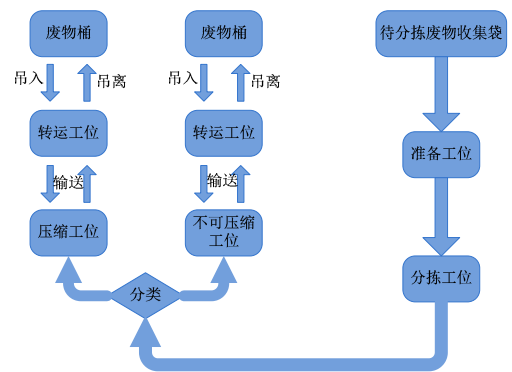 废物桶
废物桶
待分拣废物收集袋
吊入
吊离
吊入
吊离
转运工位
转运工位
准备工位
输送
输送
压缩工位
不可压缩
工位
分拣工位
分类